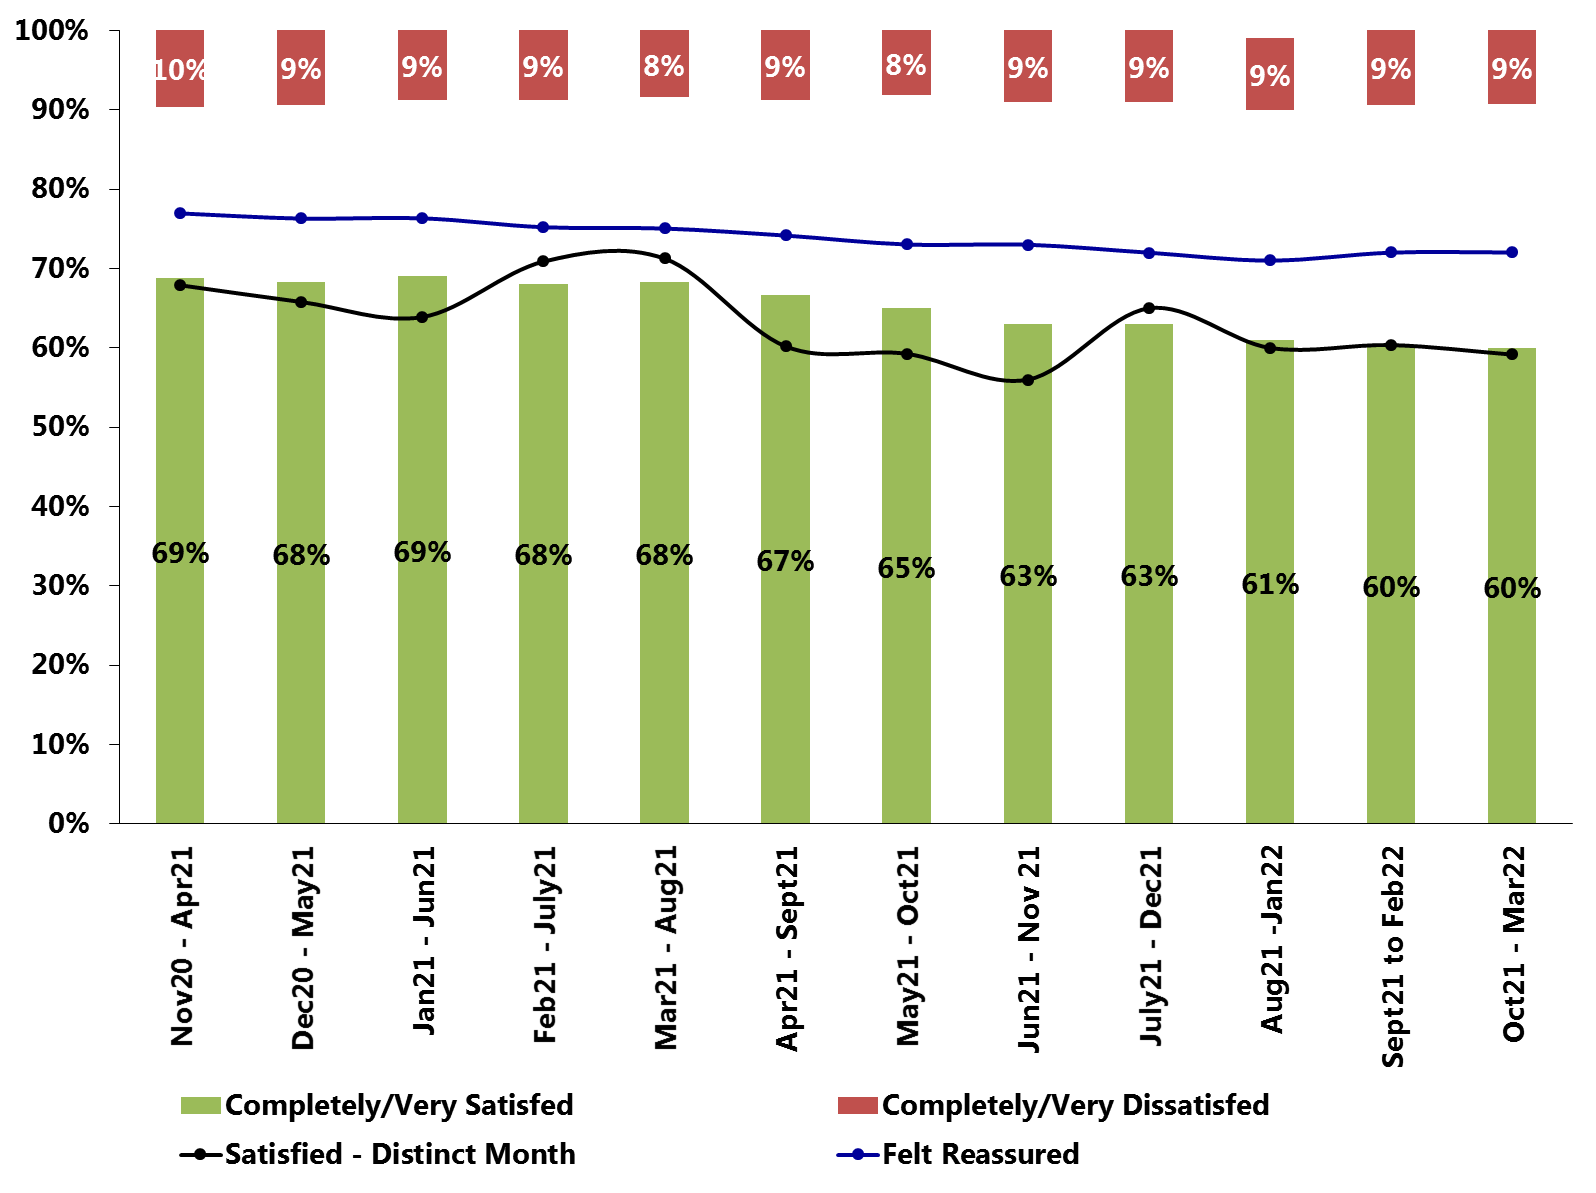 100%
90%
80%
70%
60%
50%
40%
30%
20%
10%
0%
10% 9% 9% 9% 8% 9% 8% 9% 9% 9% 9% 9%
69% 68% 69% 68% 68% 67% 65% 63% 63% 61% 60% 60%
Nov20 - Apr21
Dec20 - May21
Jan21 - Jun21
Feb21 - July21
Mar21 - Aug21
Apr21 - Sept21
May21 - Oct21
Jun21 - Nov 21
July21 - Dec21
Aug21 -Jan22
Sept21 to Feb22
Oct21 - Mar22
Completely/Very Satisfed
Completely/Very Dissatisfed
Satisfied - Distinct Month
Felt Reassured